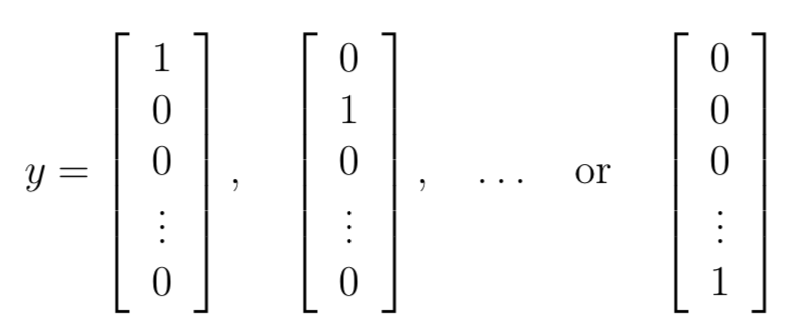 y = [ 1 0 0 ⋮ 0 ], [ 0 1 0 ⋮ 0 ], … or [ 0 0 0 ⋮ 1 ]